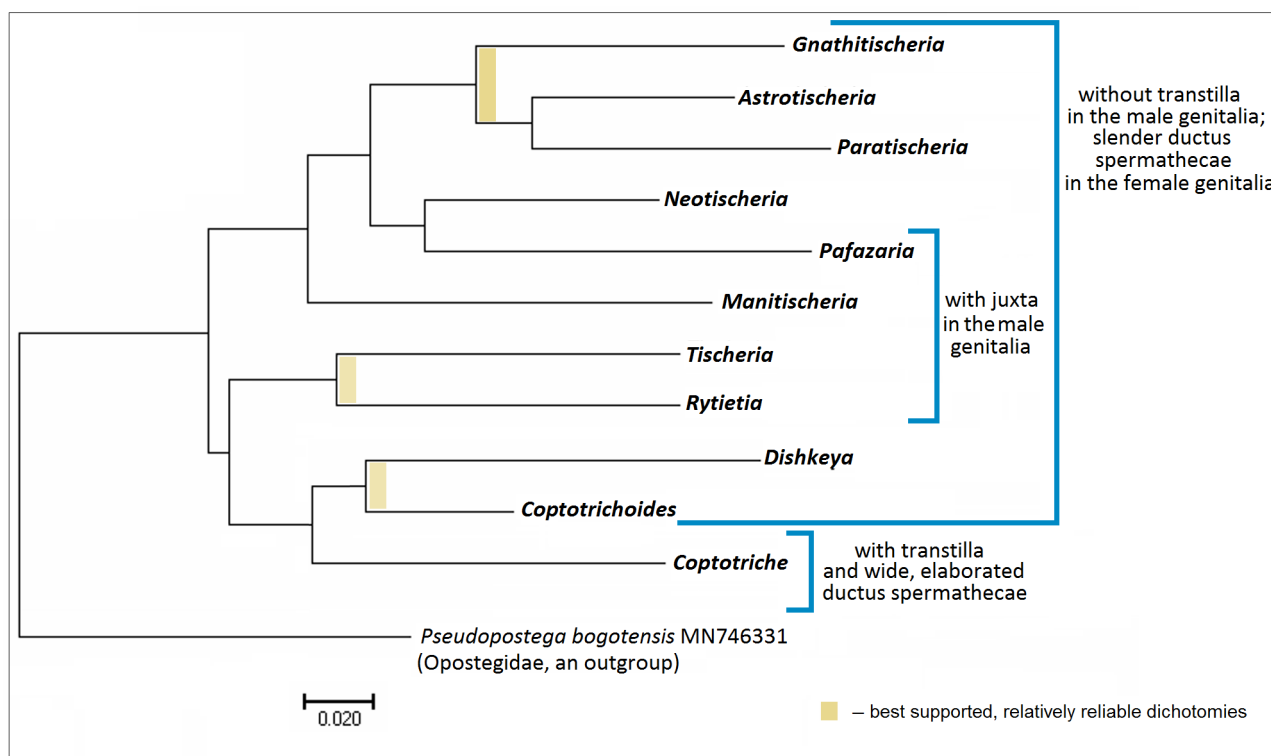 Gnathitischeria
Astrotischeria
Paratischeria
Neotischeria
Pafazaria
Manitischeria
Tischeria
Rytietia
Dishkeya
Coptotrichoides
Coptotriche
Pseudopostega bogotensis MN746331
(Opostegidae, an outgroup)
without transtilla
in the male genitalia;
slender ductus
spermathecae
in the female genitalia
with juxta
in the male
genitalia
with transtilla
and wide, elaborated
ductus spermathecae
0.020
– best supported, relatively reliable dichotomies